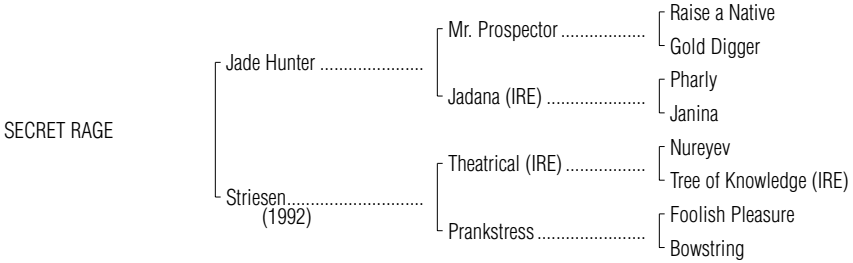 Raise a Native
Mr. Prospector ..................
Gold Digger
Jade Hunter ......................
Pharly
Jadana (IRE) .....................
Janina
SECRET RAGE
Nureyev
Theatrical (IRE) .................
Tree of Knowledge (IRE)
Striesen.............................
(1992)
Foolish Pleasure
Prankstress.......................
Bowstring